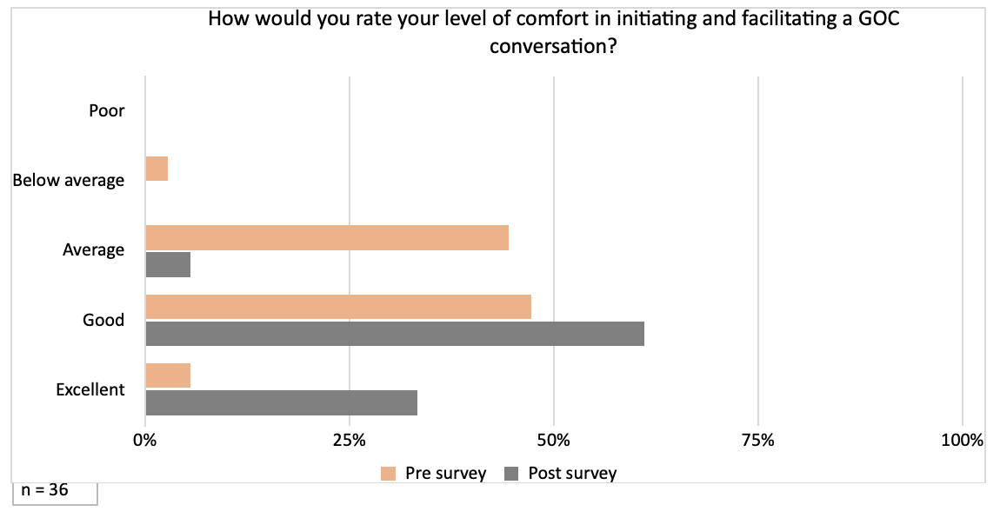 How would you rate your level of comfort in initiating and facilitating a GOC
conversation?
Poor
Below average
Average
Good
Excellent
0% 25% 50% 75% 100%
Pre survey Post survey
n = 36